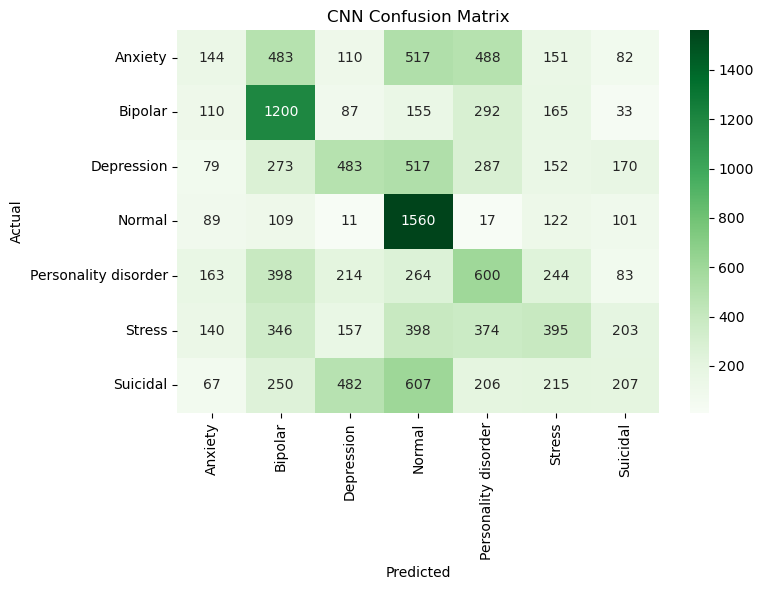 CNN Confusion Matrix
Anxiety 144 483 110 517 488 151 82
Bipolar 110 1200 87 155 292 165 33
Depression 79 273 483 517 287 152 170
Normal 89 109 11 1560 17 122 101
Personality disorder 163 398 214 264 600 244 83
Stress 140 346 157 398 374 395 203
Suicidal 67 250 482 607 206 215 207
Actual
Anxiety Bipolar Depression Normal Personality disorder Stress Suicidal
Predicted
1400
1200
1000
800
600
400
200